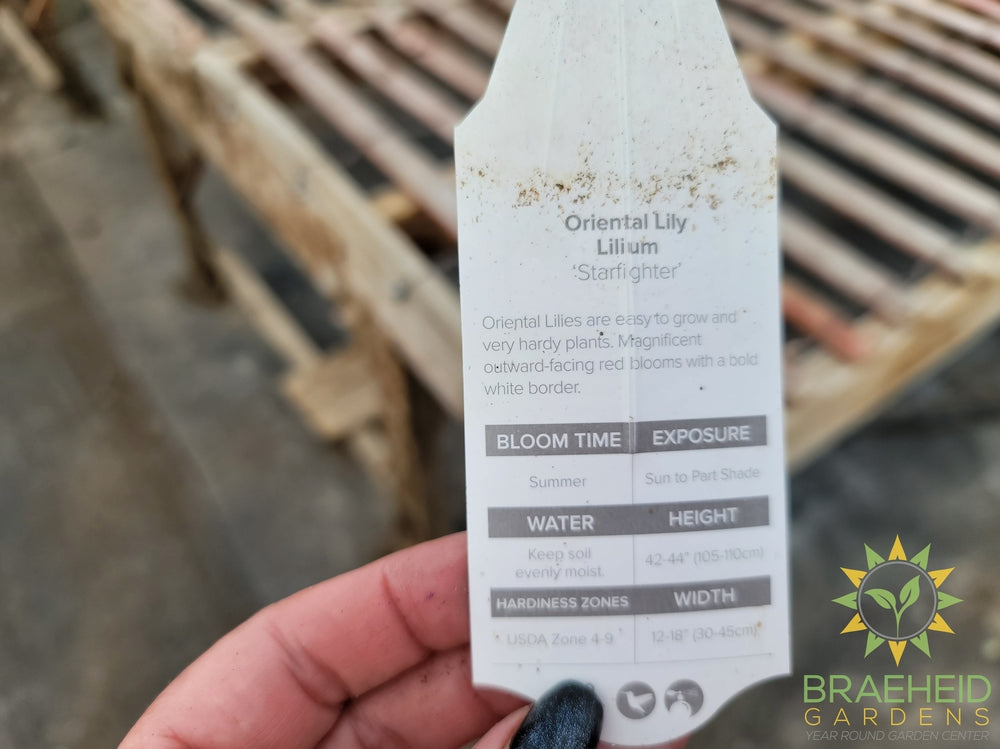 Oriental Lily
Lilium
'Starfighter'
Oriental Lilies are easy to grow and
very hardy plants. Magnificent
outward-facing red blooms with a bold
white border.
BLOOM TIME EXPOSURE
Summer Sun to Part Shade
WATER HEIGHT
Keep soil
evenly moist. 42-44" (105-110cm)
HARDINESS ZONES WIDTH
USDA Zone 4-9 12-18" (30-45cm)
BRAEHEID
GARDENS
YEAR ROUND GARDEN CENTER